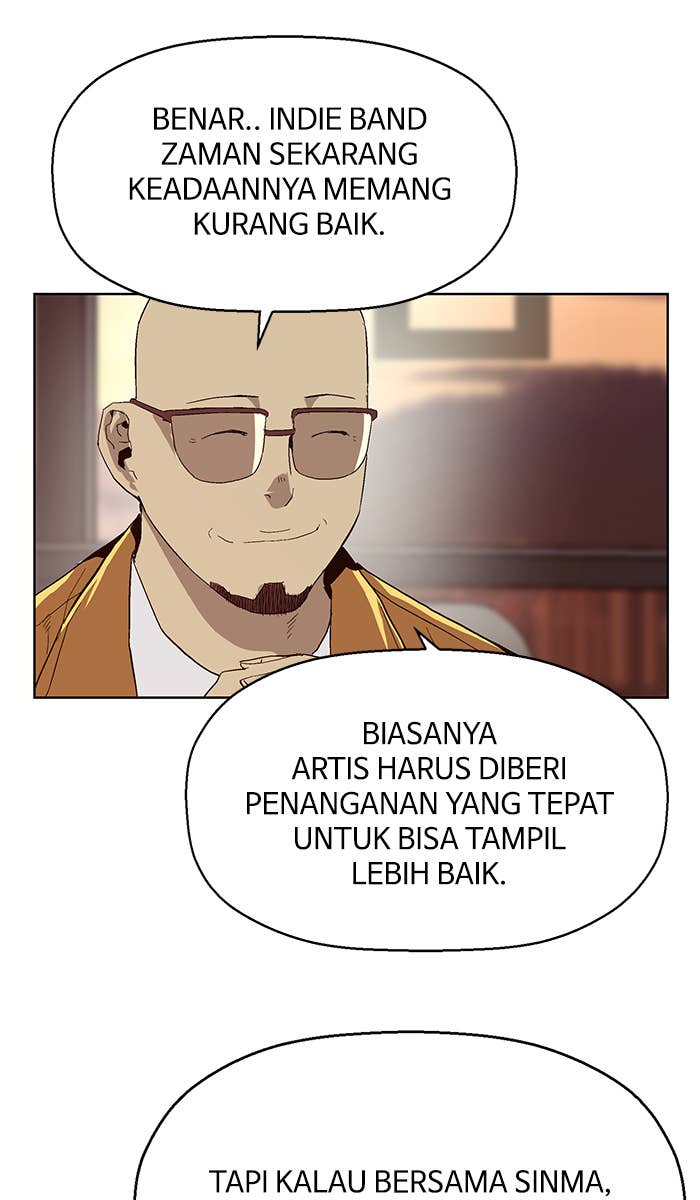 BENAR.. INDIE BAND
ZAMAN SEKARANG
KEADAANNYA MEMANG
KURANG BAIK.
BIASANYA
ARTIS HARUS DIBERI
PENANGANAN YANG TEPAT
UNTUK BISA TAMPIL
LEBIH BAIK.
TAPI KALAU BERSAMA SINMA,